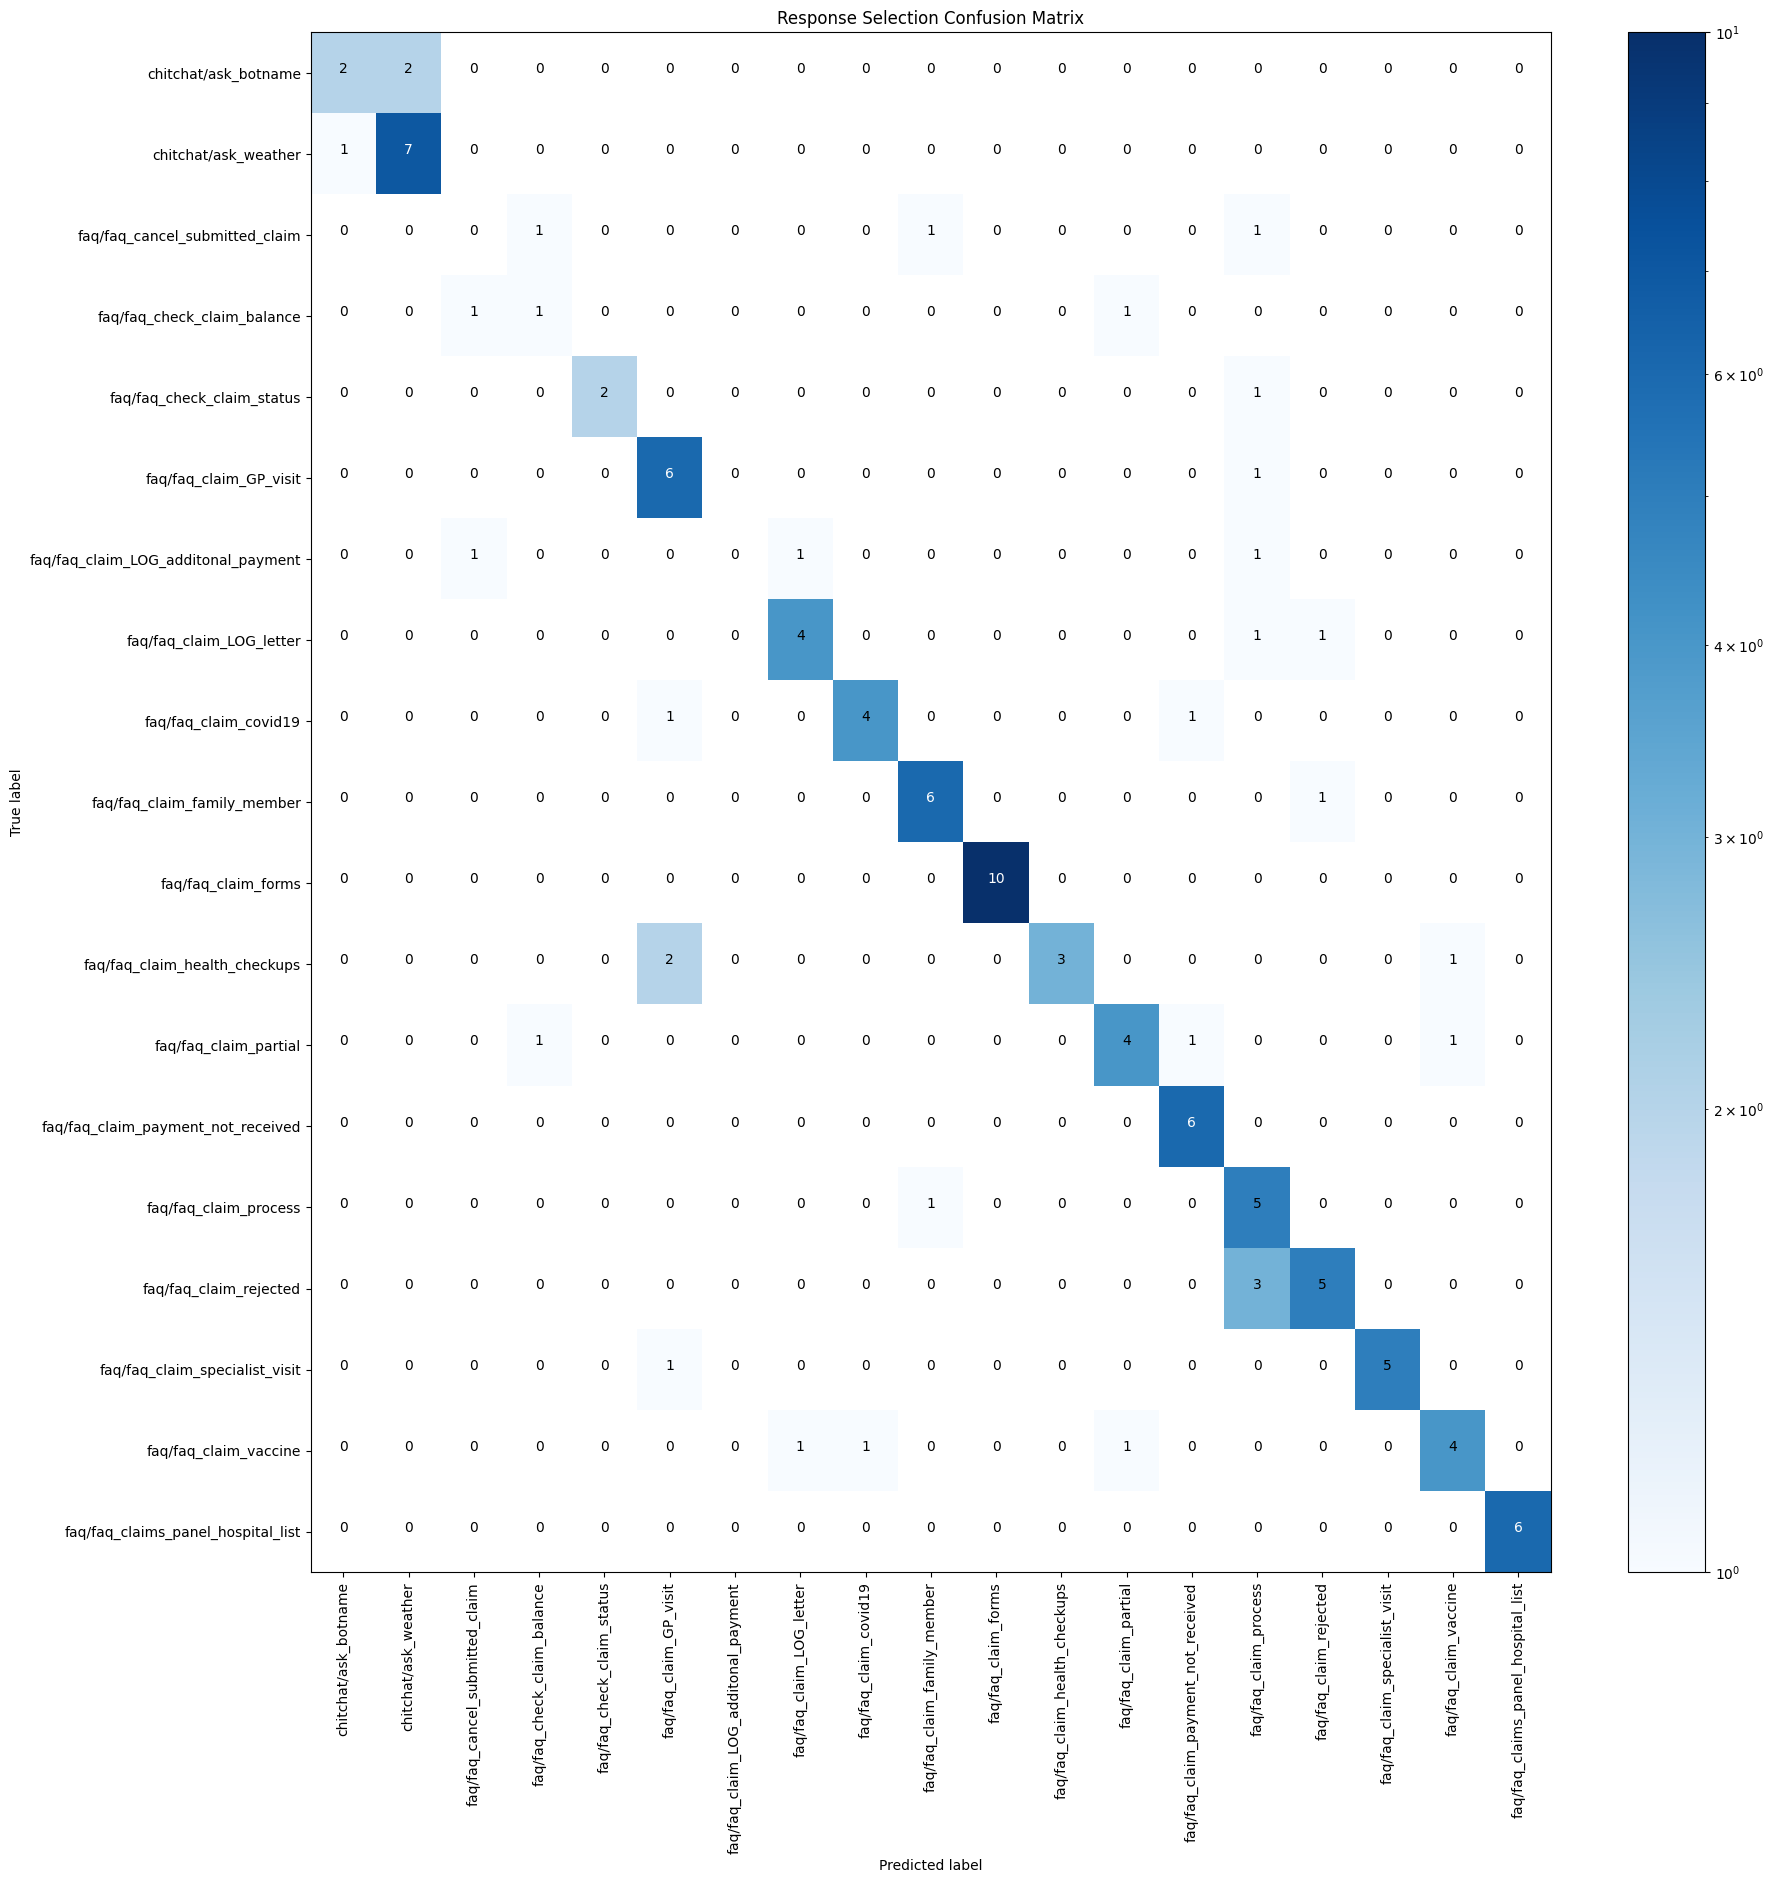 Response Selection Confusion Matrix
chitchat/ask_botname 2 2 0 0 0 0 0 0 0 0 0 0 0 0 0 0 0 0 0
chitchat/ask_weather 1 7 0 0 0 0 0 0 0 0 0 0 0 0 0 0 0 0 0
faq/faq_cancel_submitted_claim 0 0 0 1 0 0 0 0 0 1 0 0 0 0 1 0 0 0 0
faq/faq_check_claim_balance 0 0 1 1 0 0 0 0 0 0 0 0 1 0 0 0 0 0 0
faq/faq_check_claim_status 0 0 0 0 2 0 0 0 0 0 0 0 0 0 1 0 0 0 0
faq/faq_claim_GP_visit 0 0 0 0 0 6 0 0 0 0 0 0 0 0 1 0 0 0 0
faq/faq_claim_LOG_additonal_payment 0 0 1 0 0 0 0 1 0 0 0 0 0 0 1 0 0 0 0
faq/faq_claim_LOG_letter 0 0 0 0 0 0 0 4 0 0 0 0 0 0 1 1 0 0 0
faq/faq_claim_covid19 0 0 0 0 0 1 0 0 4 0 0 0 0 1 0 0 0 0 0
faq/faq_claim_family_member 0 0 0 0 0 0 0 0 0 6 0 0 0 0 0 1 0 0 0
faq/faq_claim_forms 0 0 0 0 0 0 0 0 0 0 10 0 0 0 0 0 0 0 0
faq/faq_claim_health_checkups 0 0 0 0 0 2 0 0 0 0 0 3 0 0 0 0 0 1 0
faq/faq_claim_partial 0 0 0 1 0 0 0 0 0 0 0 0 4 1 0 0 0 1 0
faq/faq_claim_payment_not_received 0 0 0 0 0 0 0 0 0 0 0 0 0 6 0 0 0 0 0
faq/faq_claim_process 0 0 0 0 0 0 0 0 0 1 0 0 0 0 5 0 0 0 0
faq/faq_claim_rejected 0 0 0 0 0 0 0 0 0 0 0 0 0 0 3 5 0 0 0
faq/faq_claim_specialist_visit 0 0 0 0 0 1 0 0 0 0 0 0 0 0 0 0 5 0 0
faq/faq_claim_vaccine 0 0 0 0 0 0 0 1 1 0 0 0 1 0 0 0 0 4 0
faq/faq_claims_panel_hospital_list 0 0 0 0 0 0 0 0 0 0 0 0 0 0 0 0 0 0 6
True label
chitchat/ask_botname
chitchat/ask_weather
faq/faq_cancel_submitted_claim
faq/faq_check_claim_balance
faq/faq_check_claim_status
faq/faq_claim_GP_visit
faq/faq_claim_LOG_additonal_payment
faq/faq_claim_LOG_letter
faq/faq_claim_covid19
faq/faq_claim_family_member
faq/faq_claim_forms
faq/faq_claim_health_checkups
faq/faq_claim_partial
faq/faq_claim_payment_not_received
faq/faq_claim_process
faq/faq_claim_rejected
faq/faq_claim_specialist_visit
faq/faq_claim_vaccine
faq/faq_claims_panel_hospital_list
Predicted label
10¹
6 × 10⁰
4 × 10⁰
3 × 10⁰
2 × 10⁰
10⁰